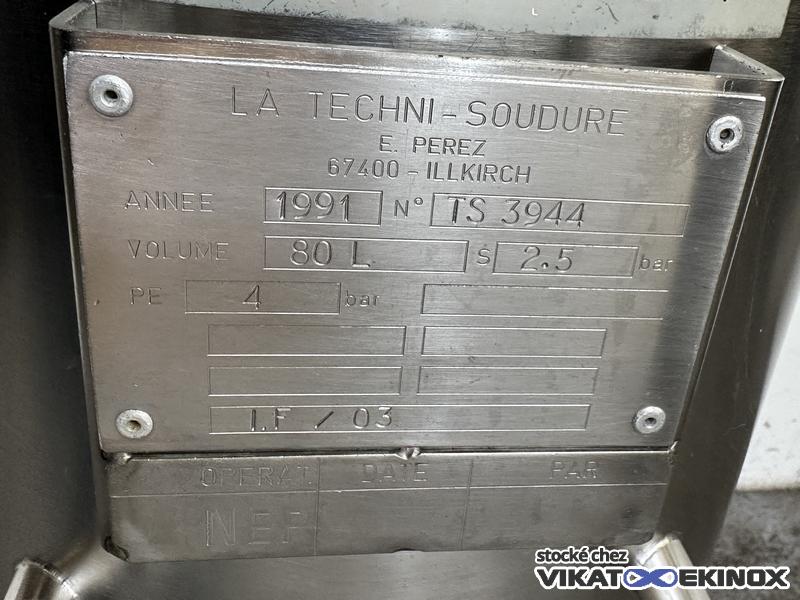 LA TECHNI-SOUDURE
E. PEREZ
67400 - ILLKIRCH
ANNEE 1991 N° TS 3944
VOLUME 80 L S 2.5 bar
PE 4 bar
I.F / 03
OPERAT. DATE PAR
NEP
stocké chez
VIKAT EKINOX